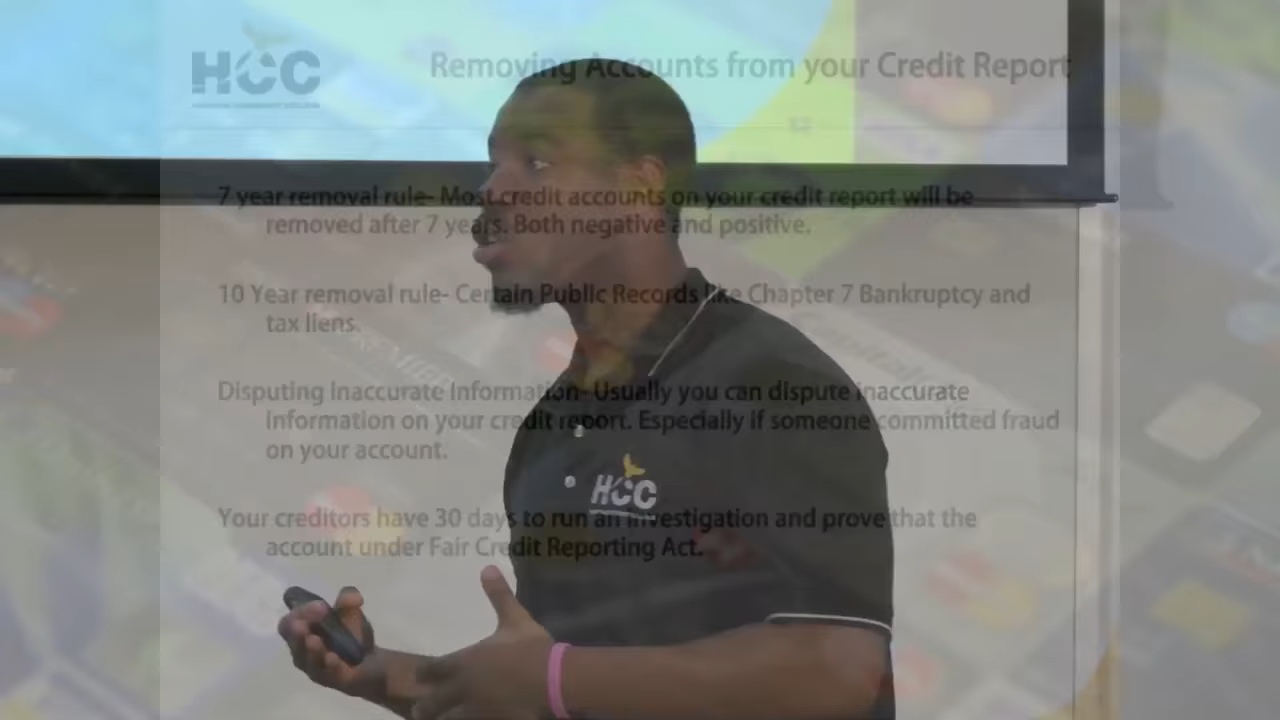 HCC
Removing Accounts from your Credit Report
7 year removal rule- Most credit accounts on your credit report will be
removed after 7 years. Both negative and positive.
10 Year removal rule- Certain Public Records like Chapter 7 Bankruptcy and
tax liens.
Disputing Inaccurate Information- Usually you can dispute inaccurate
Information on your credit report. Especially if someone committed fraud
on your account.
HCC
Your creditors have 30 days to run an investigation and prove that the
account under Fair Credit Reporting Act.